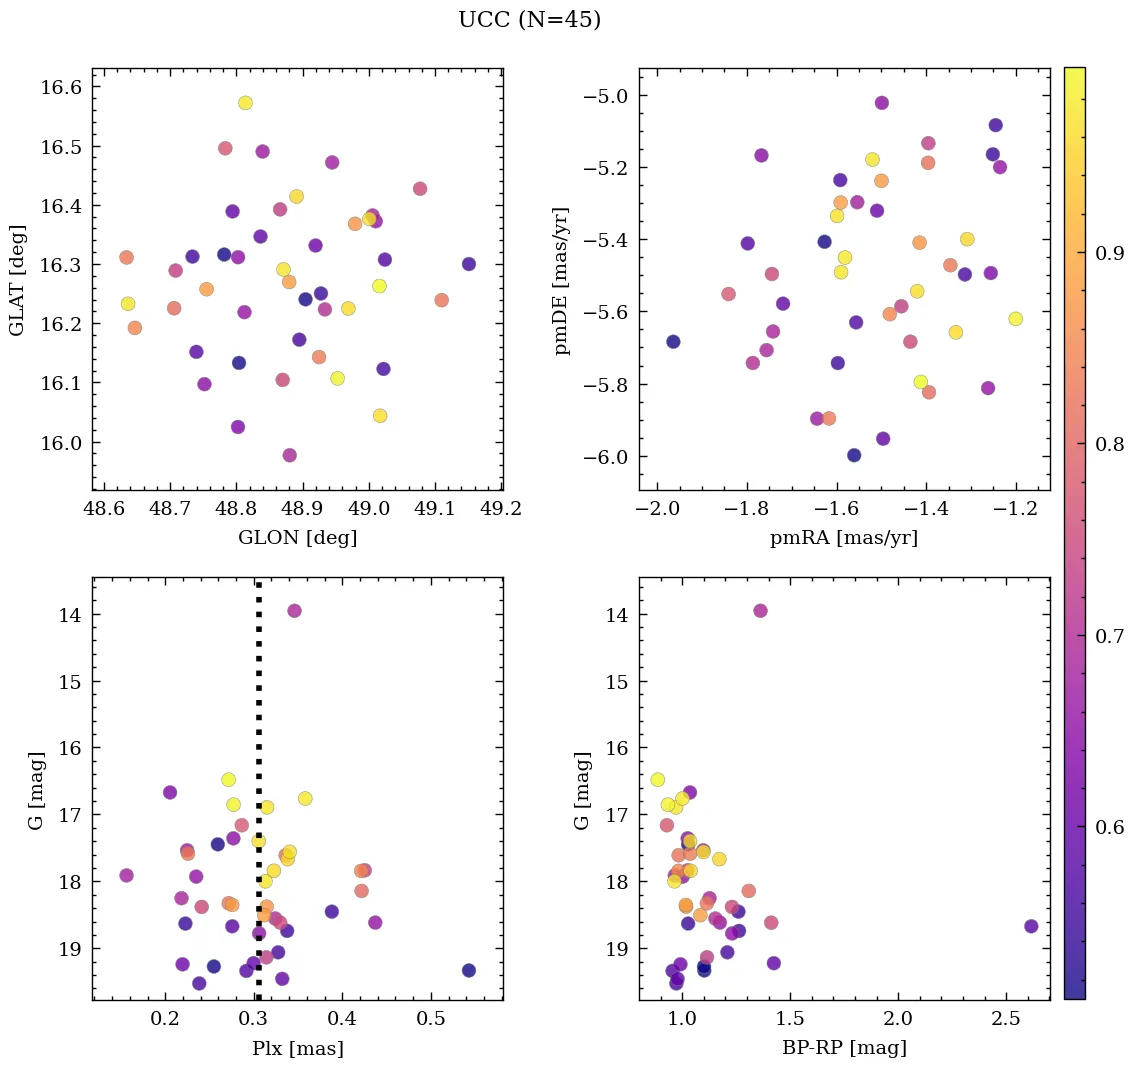 UCC (N=45)
16.6
16.5
16.4
16.3
16.2
16.1
16.0
GLAT [deg]
48.6 48.7 48.8 48.9 49.0 49.1 49.2
GLON [deg]
−5.0
−5.2
−5.4
−5.6
−5.8
−6.0
pmDE [mas/yr]
−2.0 −1.8 −1.6 −1.4 −1.2
pmRA [mas/yr]
14
15
16
17
18
19
G [mag]
0.2 0.3 0.4 0.5
Plx [mas]
14
15
16
17
18
19
G [mag]
1.0 1.5 2.0 2.5
BP-RP [mag]
0.9
0.8
0.7
0.6